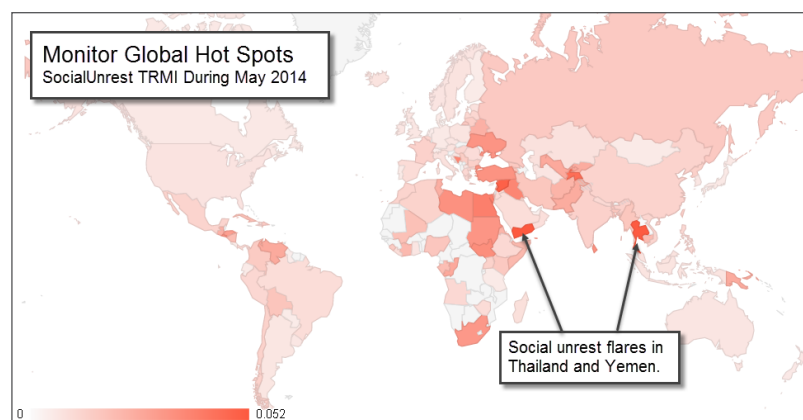 Monitor Global Hot Spots
SocialUnrest TRMI During May 2014
Social unrest flares in
Thailand and Yemen.
0
0.052